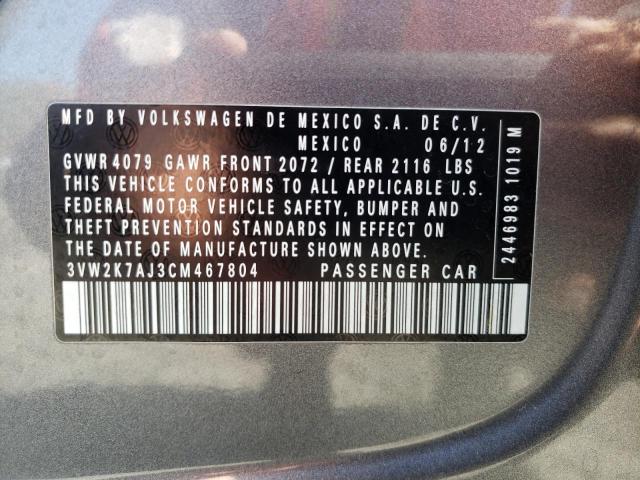 MFD BY VOLKSWAGEN DE MEXICO S.A. DE C.V.
MEXICO 06/12
GVWR 4079 GAWR FRONT 2072 / REAR 2116 LBS
THIS VEHICLE CONFORMS TO ALL APPLICABLE U.S.
FEDERAL MOTOR VEHICLE SAFETY, BUMPER AND
THEFT PREVENTION STANDARDS IN EFFECT ON
THE DATE OF MANUFACTURE SHOWN ABOVE.
3VW2K7AJ3CM467804 PASSENGER CAR
2446983 1019 M